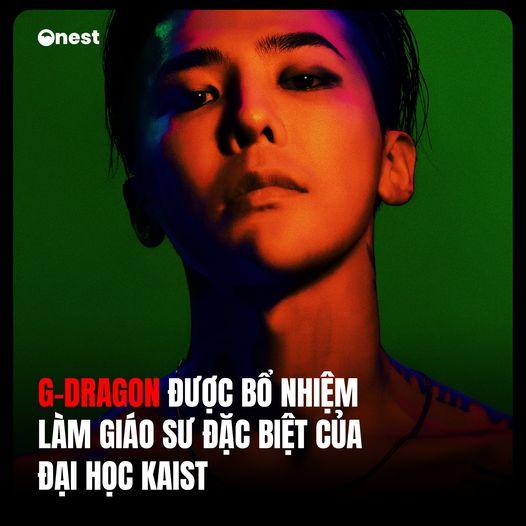 Onest
G-DRAGON ĐƯỢC BỔ NHIỆM
LÀM GIÁO SƯ ĐẶC BIỆT CỦA
ĐẠI HỌC KAIST